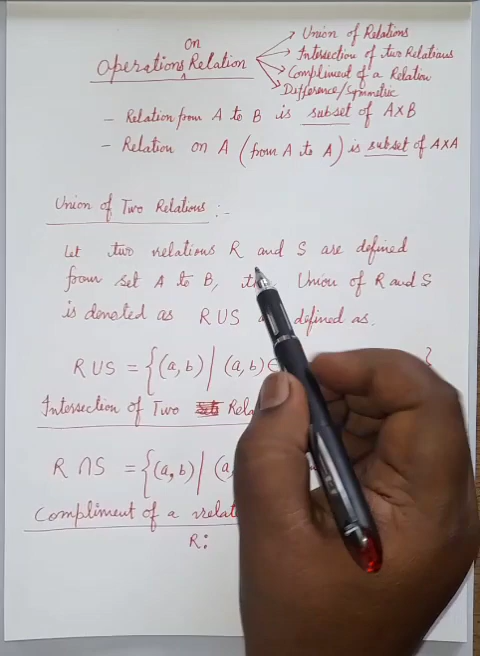 Union of Relations
on
Intersection of two Relations
Operations Relation
Compliment of a Relation
Difference/Symmetric
- Relation from A to B is subset of A×B
- Relation on A (from A to A) is subset of A×A
Union of Two Relations :-
Let two relations R and S are defined
from set A to B, Union of R and S
is denoted as R∪S defined as.
R∪S = {(a, b) | (a, b) ∈ }
Intersection of Two
R∩S = {(a, b) | (a,
Compliment of a
R: